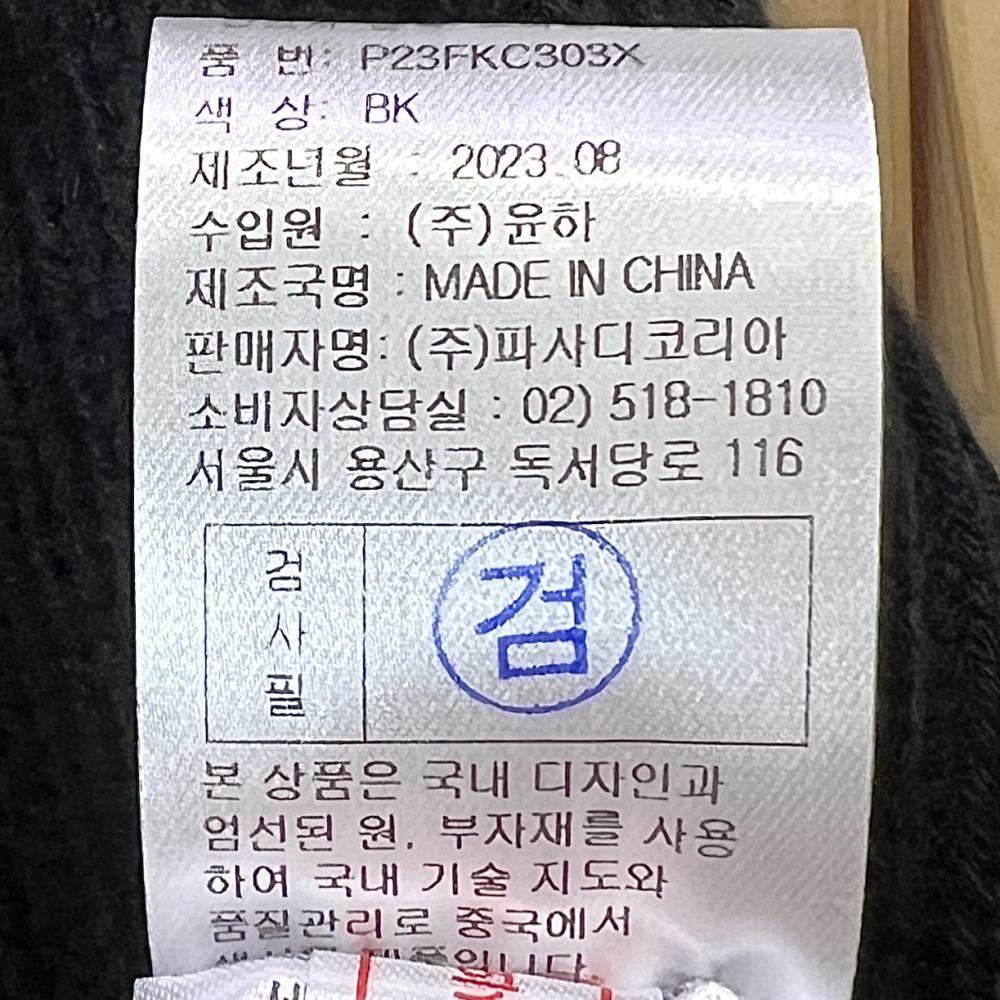 품 번: P23FKC303X
색 상: BK
제조년월 : 2023.08
수입원 : (주)윤하
제조국명 : MADE IN CHINA
판매자명: (주)파사디코리아
소비자상담실 : 02) 518-1810
서울시 용산구 독서당로 116
검사필
검
본 상품은 국내 디자인과
엄선된 원. 부자재를 사용
하여 국내 기술 지도와
품질관리로 중국에서